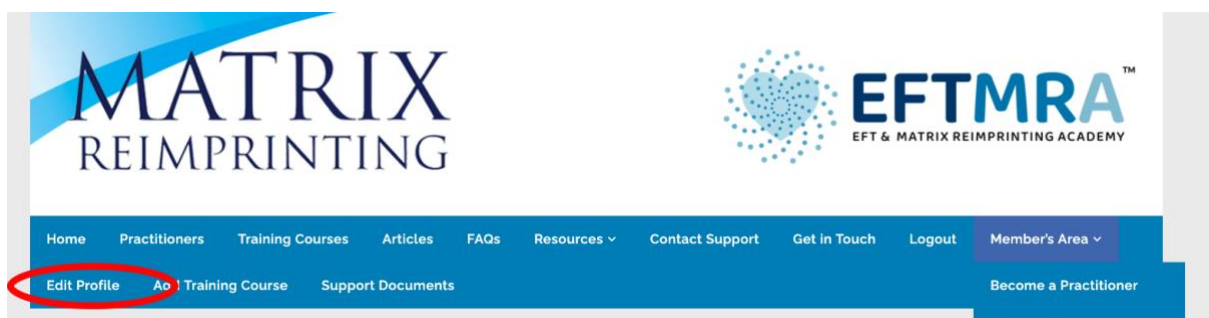 MATRIX
REIMPRINTING
EFTMRA™
EFT & MATRIX REIMPRINTING ACADEMY
Home Practitioners Training Courses Articles FAQs Resources Contact Support Get in Touch Logout Member's Area
Edit Profile Add Training Course Support Documents Become a Practitioner